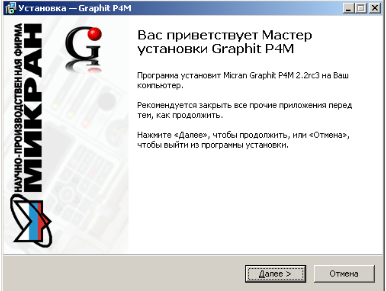 Установка — Graphit P4M
НАУЧНО-ПРОИЗВОДСТВЕННАЯ ФИРМА
МИКРАН
G
Вас приветствует Мастер
установки Graphit P4M
Программа установит Micran Graphit P4M 2.2rc3 на Ваш
компьютер.
Рекомендуется закрыть все прочие приложения перед
тем, как продолжить.
Нажмите «Далее», чтобы продолжить, или «Отмена»,
чтобы выйти из программы установки.
Далее >
Отмена